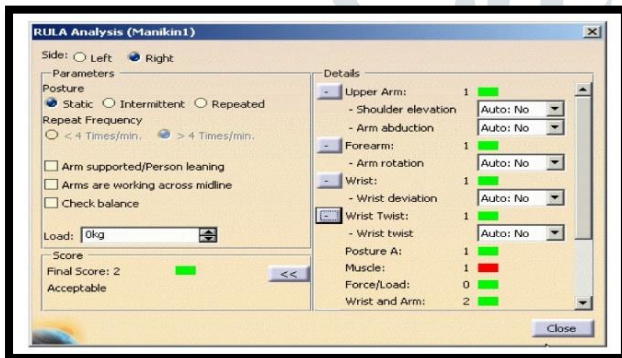 RULA Analysis (Manikin1)
Side: Left Right
Parameters
Posture
Static Intermittent Repeated
Repeat Frequency
< 4 Times/min. > 4 Times/min.
Arm supported/Person leaning
Arms are working across midline
Check balance
Load: 0kg
Score
Final Score: 2
Acceptable
<<
Details
- Upper Arm: 1
- Shoulder elevation Auto: No
- Arm abduction Auto: No
- Forearm: 1
- Arm rotation Auto: No
- Wrist: 1
- Wrist deviation Auto: No
- Wrist Twist: 1
- Wrist twist Auto: No
Posture A: 1
Muscle: 1
Force/Load: 0
Wrist and Arm: 2
Close